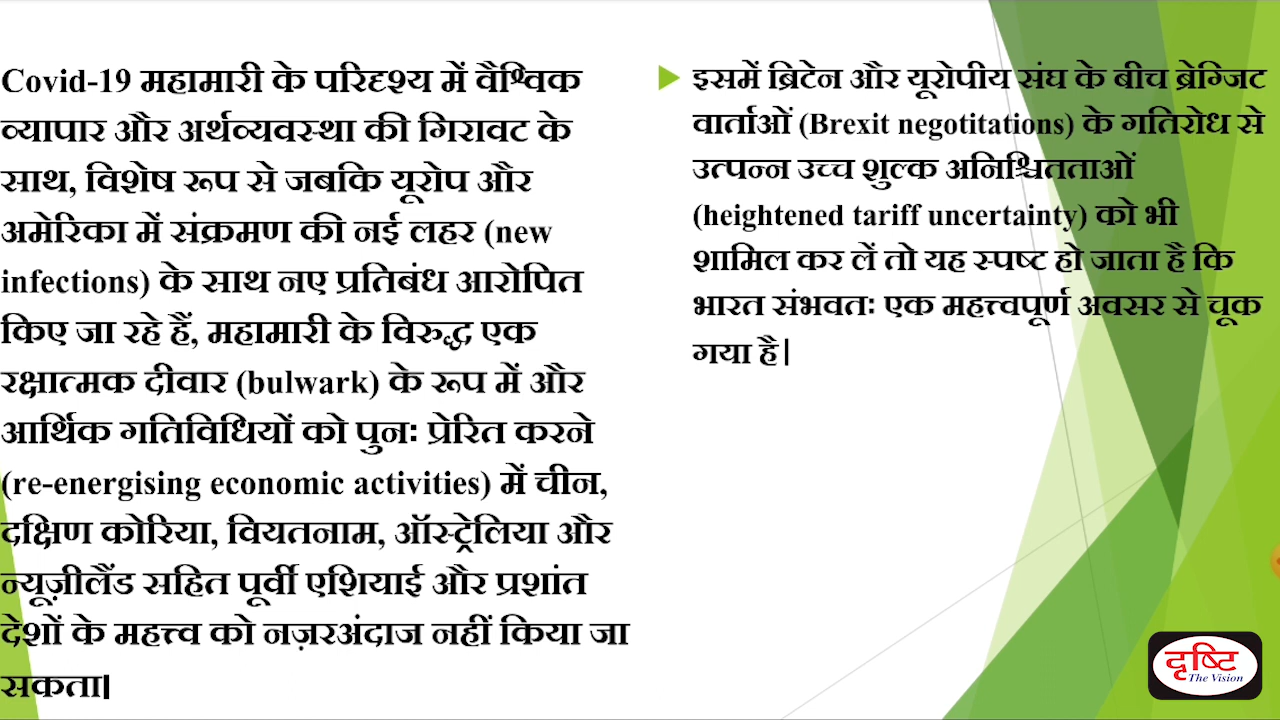 Covid-19 महामारी के परिदृश्य में वैश्विक
व्यापार और अर्थव्यवस्था की गिरावट के
साथ, विशेष रूप से जबकि यूरोप और
अमेरिका में संक्रमण की नई लहर (new
infections) के साथ नए प्रतिबंध आरोपित
किए जा रहे हैं, महामारी के विरुद्ध एक
रक्षात्मक दीवार (bulwark) के रूप में और
आर्थिक गतिविधियों को पुनः प्रेरित करने
(re-energising economic activities) में चीन,
दक्षिण कोरिया, वियतनाम, ऑस्ट्रेलिया और
न्यूज़ीलैंड सहित पूर्वी एशियाई और प्रशांत
देशों के महत्त्व को नज़रअंदाज नहीं किया जा
सकता।
इसमें ब्रिटेन और यूरोपीय संघ के बीच ब्रेग्जिट
वार्ताओं (Brexit negotitations) के गतिरोध से
उत्पन्न उच्च शुल्क अनिश्चितताओं
(heightened tariff uncertainty) को भी
शामिल कर लें तो यह स्पष्ट हो जाता है कि
भारत संभवतः एक महत्त्वपूर्ण अवसर से चूक
गया है।
दृष्टि
The Vision